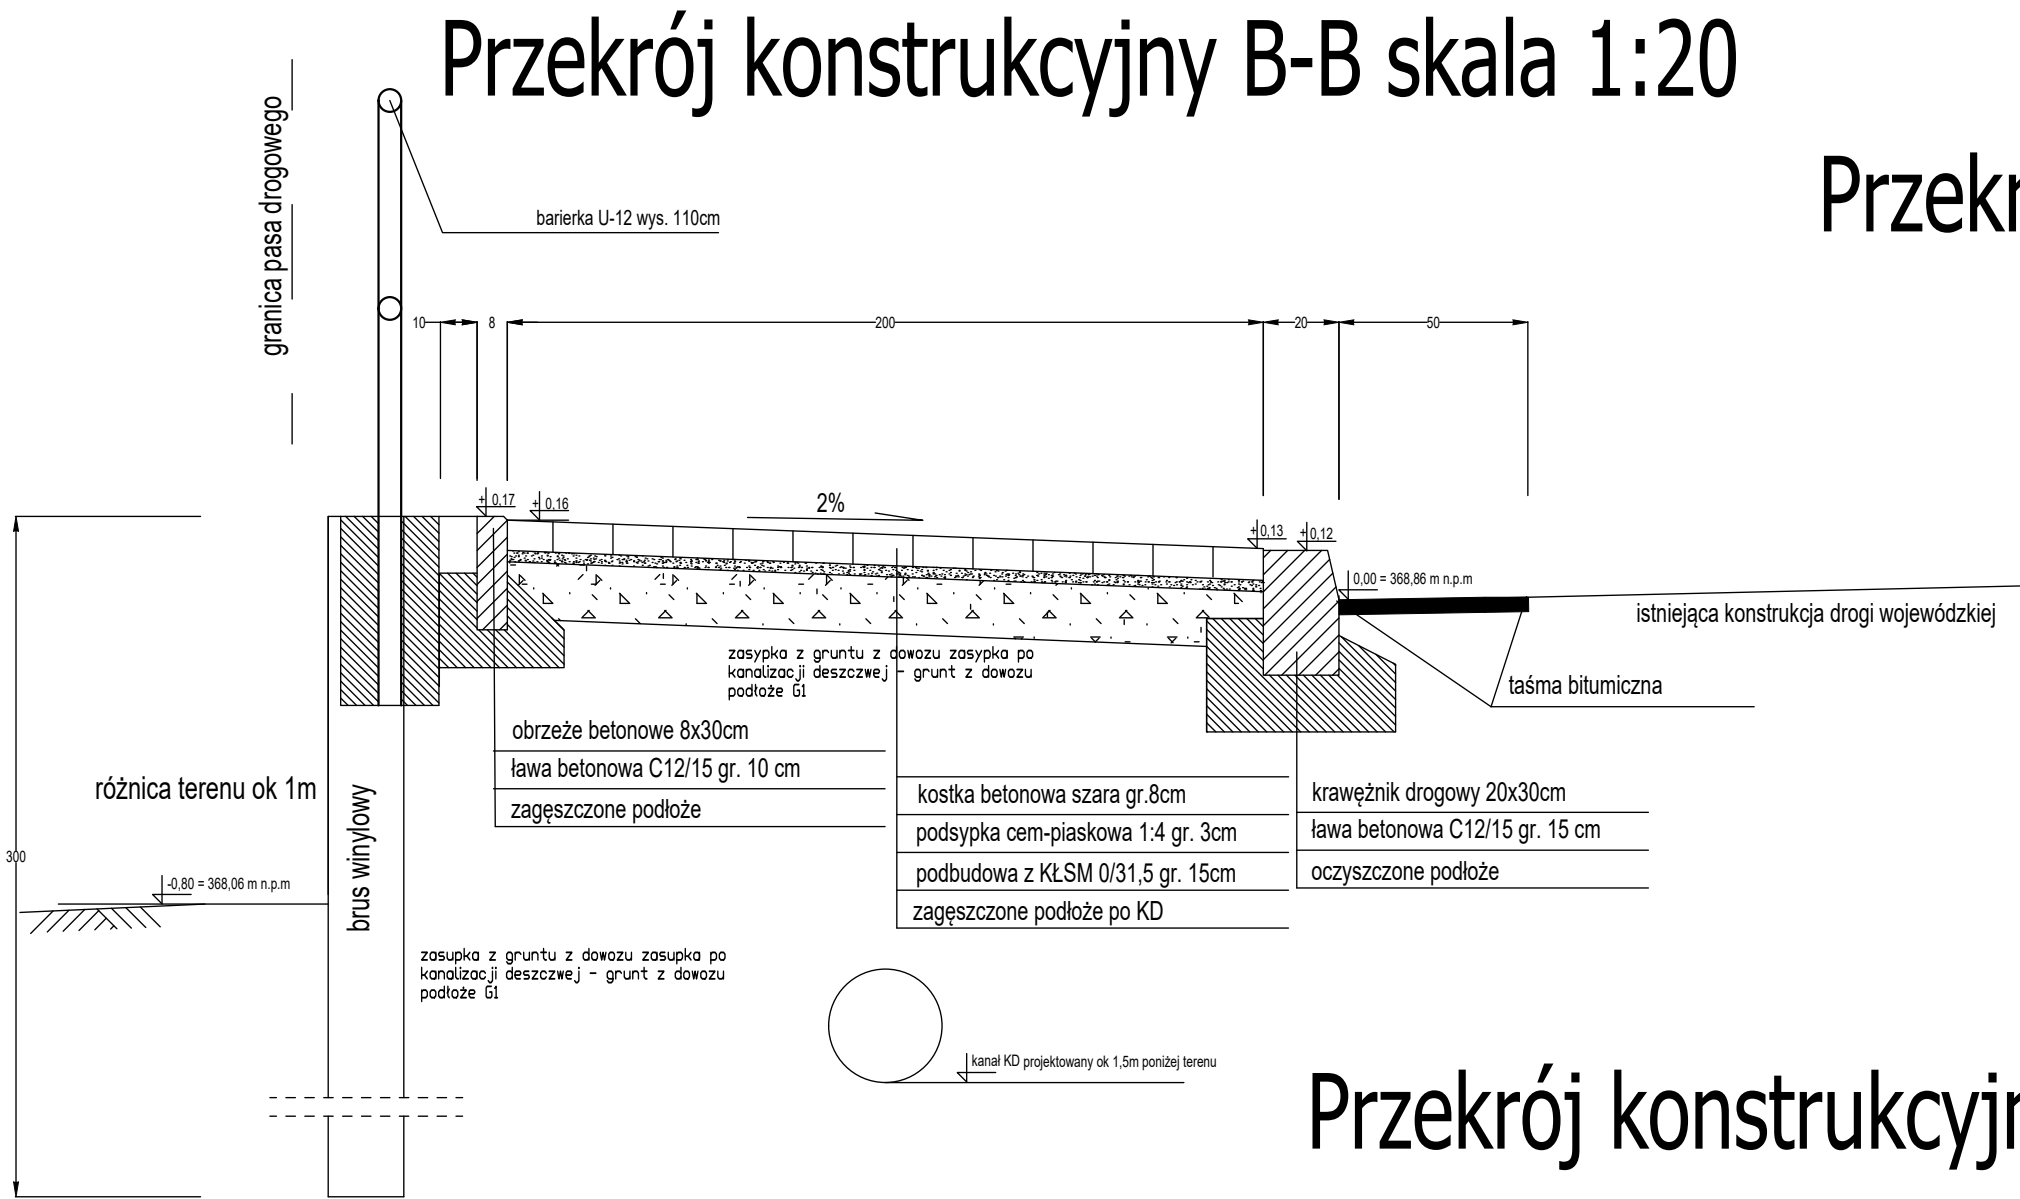 Przekrój konstrukcyjny B-B skala 1:20
Przekr
granica pasa drogowego
barierka U-12 wys. 110cm
10
8
200
20
50
+ 0,17
+ 0,16
2%
+ 0,13
+ 0,12
0,00 = 368,86 m n.p.m
istniejąca konstrukcja drogi wojewódzkiej
zasypka z gruntu z dowozu zasypka po
kanalizacji deszczwej - grunt z dowozu
podłoże G1
taśma bitumiczna
obrzeże betonowe 8x30cm
ława betonowa C12/15 gr. 10 cm
zagęszczone podłoże
kostka betonowa szara gr.8cm
podsypka cem-piaskowa 1:4 gr. 3cm
podbudowa z KŁSM 0/31,5 gr. 15cm
zagęszczone podłoże po KD
krawężnik drogowy 20x30cm
ława betonowa C12/15 gr. 15 cm
oczyszczone podłoże
różnica terenu ok 1m
brus winylowy
300
-0,80 = 368,06 m n.p.m
zasupka z gruntu z dowozu zasupka po
kanalizacji deszczwej - grunt z dowozu
podłoże G1
kanał KD projektowany ok 1,5m poniżej terenu
Przekrój konstrukcyjn